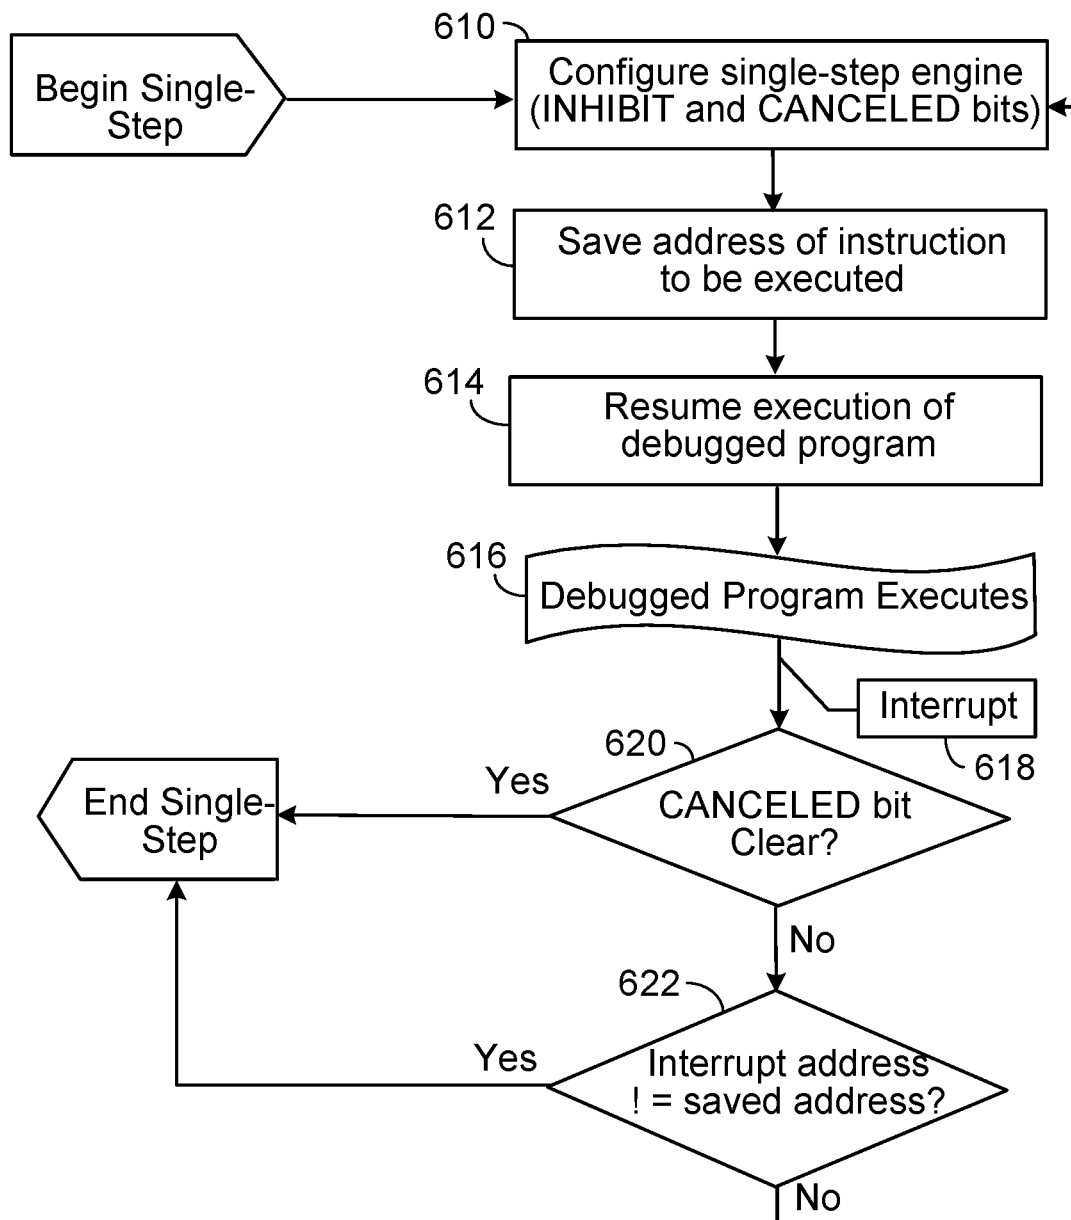 610
Begin Single-
Step
Configure single-step engine
(INHIBIT and CANCELED bits)
612
Save address of instruction
to be executed
614
Resume execution of
debugged program
616
Debugged Program Executes
Interrupt
618
620
Yes
End Single-
Step
CANCELED bit
Clear?
No
622
Yes
Interrupt address
! = saved address?
No